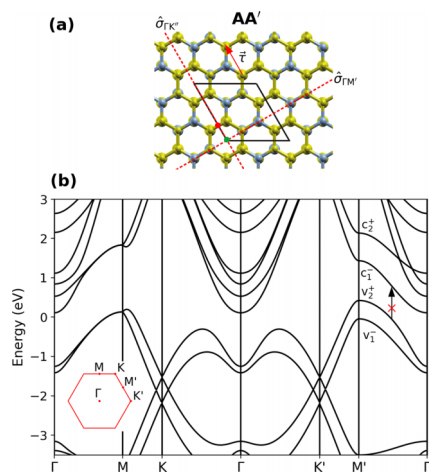 (a)
AA′
σ̂ΓK″
τ⃗
σ̂ΓM′
(b)
Energy (eV)
3
2
1
0
−1
−2
−3
c₂⁺
c₁⁻
v₂⁺
v₁⁻
M K
M'
Γ
K'
Γ M K Γ K' M' Γ